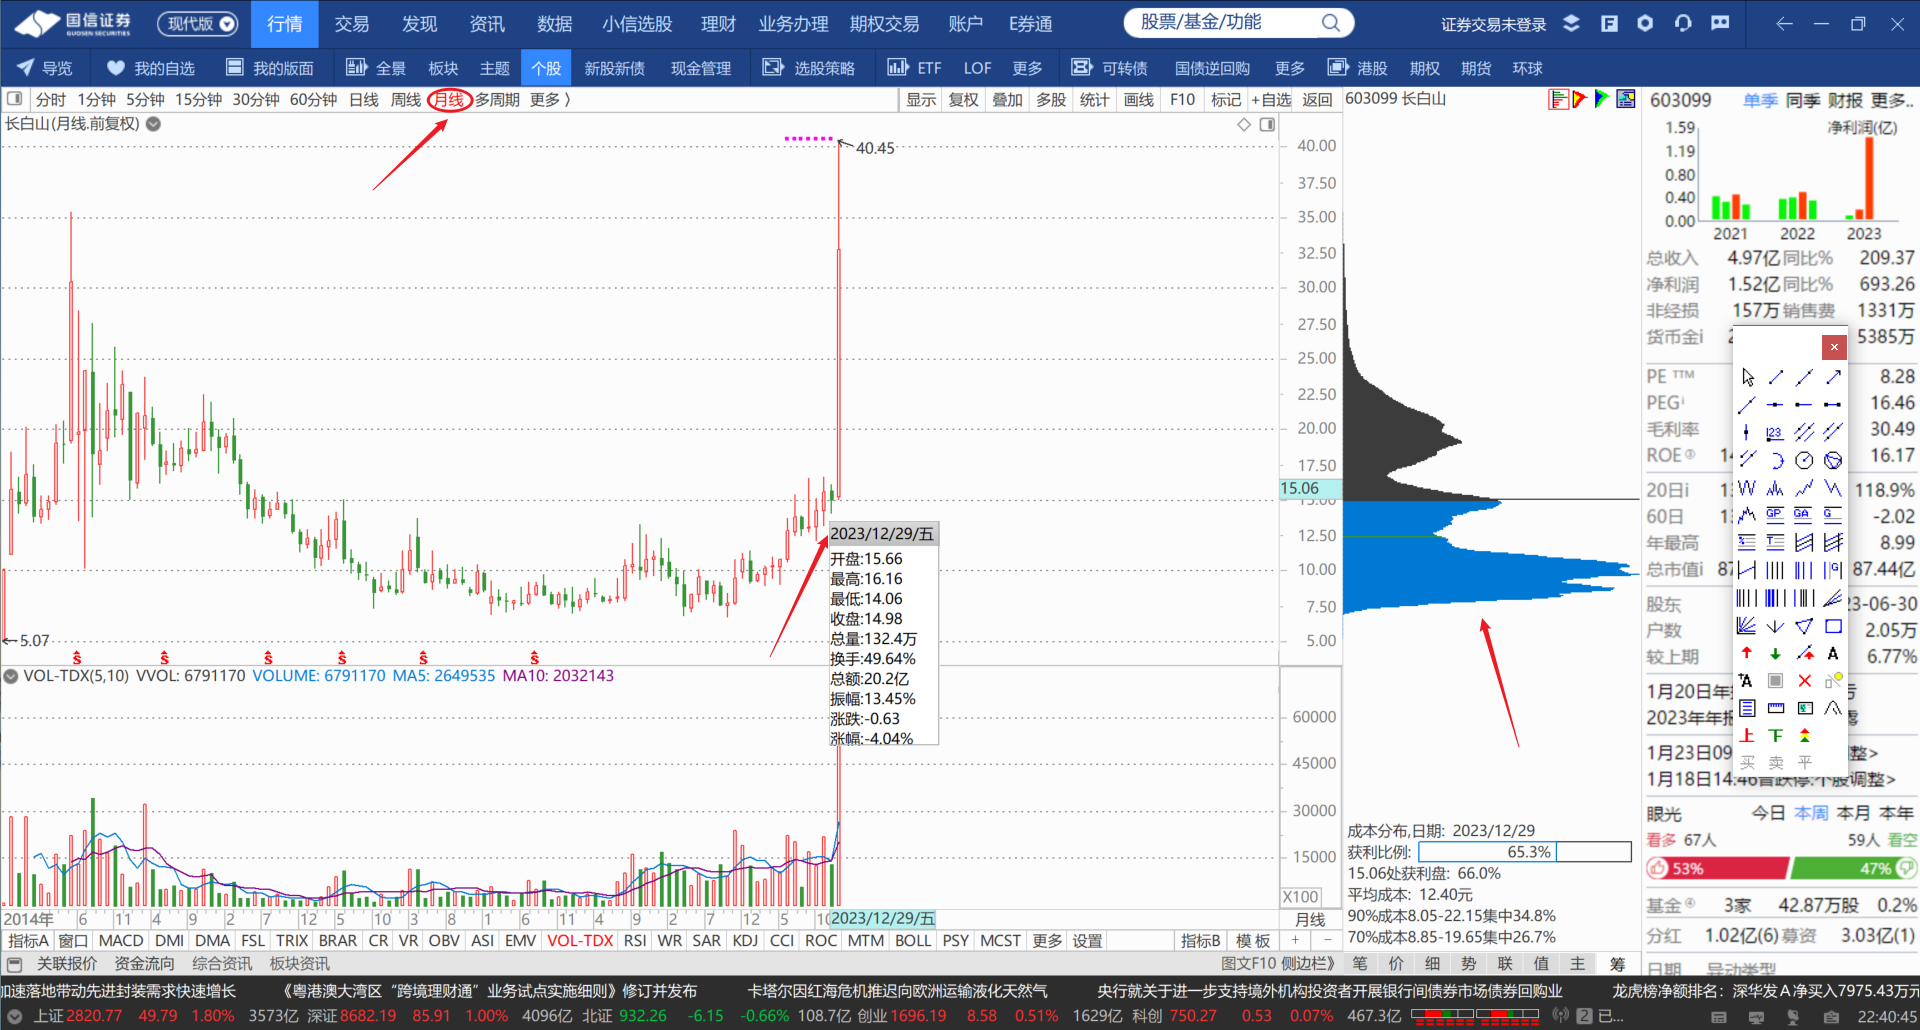 国信证券 GUOSEN SECURITIES 现代版 行情 交易 发现 资讯 数据 小信选股 理财 业务办理 期权交易 账户 E券通 股票/基金/功能 证券交易未登录
导览 我的自选 我的版面 全景 板块 主题 个股 新股新债 现金管理 选股策略 ETF LOF 更多 可转债 国债逆回购 更多 港股 期权 期货 环球
分时 1分钟 5分钟 15分钟 30分钟 60分钟 日线 周线 月线 多周期 更多 显示 复权 叠加 多股 统计 画线 F10 标记 +自选 返回 603099 长白山
603099 单季 同季 财报 更多..
长白山(月线.前复权)
净利润(亿)
1.59
1.19
0.80
0.40
0.00
2021 2022 2023
40.45
5.07
40.00
37.50
35.00
32.50
30.00
27.50
25.00
22.50
20.00
17.50
15.06
15.00
12.50
10.00
7.50
5.00
总收入 4.97亿 同比% 209.37
净利润 1.52亿 同比% 693.26
非经损 157万 销售费 1331万
货币金i 5385万
PE TTM 8.28
PEG 16.46
毛利率 30.49
ROE 16.17
20日i 118.9%
60日 -2.02
年最高 8.99
总市值i 87.44亿
股东 23-06-30
户数 2.05万
较上期 6.77%
2023/12/29/五
开盘:15.66
最高:16.16
最低:14.06
收盘:14.98
总量:132.4万
换手:49.64%
总额:20.2亿
振幅:13.45%
涨跌:-0.63
涨幅:-4.04%
VOL-TDX(5,10) VVOL: 6791170 VOLUME: 6791170 MA5: 2649535 MA10: 2032143
60000
45000
30000
15000
X100
1月20日年
2023年年报
1月23日09 整>
1月18日14:46 个股调整>
买 卖 平
眼光 今日 本周 本月 本年
看多 67人 59人 看空
53% 47%
基金 3家 42.87万股 0.2%
分红 1.02亿(6) 募资 3.03亿(1)
日期 异动类型
成本分布,日期: 2023/12/29
获利比例: 65.3%
15.06处获利盘: 66.0%
平均成本: 12.40元
90%成本8.05-22.15集中34.8%
70%成本8.85-19.65集中26.7%
2014年 6 11 4 9 2 7 12 5 10 3 8 1 6 11 4 9 2 7 12 5 10 2023/12/29/五 月线
指标A 窗口 MACD DMI DMA FSL TRIX BRAR CR VR OBV ASI EMV VOL-TDX RSI WR SAR KDJ CCI ROC MTM BOLL PSY MCST 更多 设置 指标B 模板 + -
关联报价 资金流向 综合资讯 板块资讯 图文F10 侧边栏》 笔 价 细 势 联 值 主 筹
加速落地带动先进封装需求快速增长 《粤港澳大湾区“跨境理财通”业务试点实施细则》修订并发布 卡塔尔因红海危机推迟向欧洲运输液化天然气 央行就关于进一步支持境外机构投资者开展银行间债券市场债券回购业 龙虎榜净额排名：深华发A净买入7975.43万元
上证2820.77 49.79 1.80% 3573亿 深证8682.19 85.91 1.00% 4096亿 北证 932.26 -6.15 -0.66% 108.7亿 创业1696.19 8.58 0.51% 1629亿 科创 750.27 0.53 0.07% 467.3亿 2 已... 22:40:45